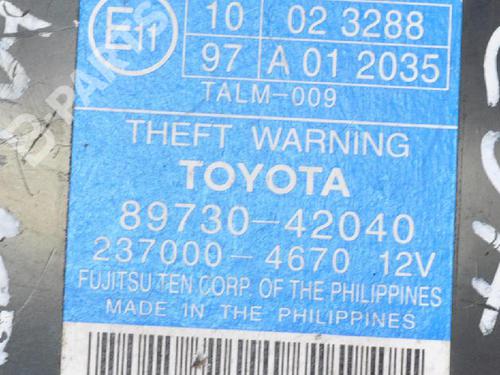 E11 10 02 3288
97 A 01 2035
TALM-009
THEFT WARNING
TOYOTA
89730-42040
237000-4670 12V
FUJITSU TEN CORP. OF THE PHILIPPINES
MADE IN THE PHILIPPINES
B PARTS